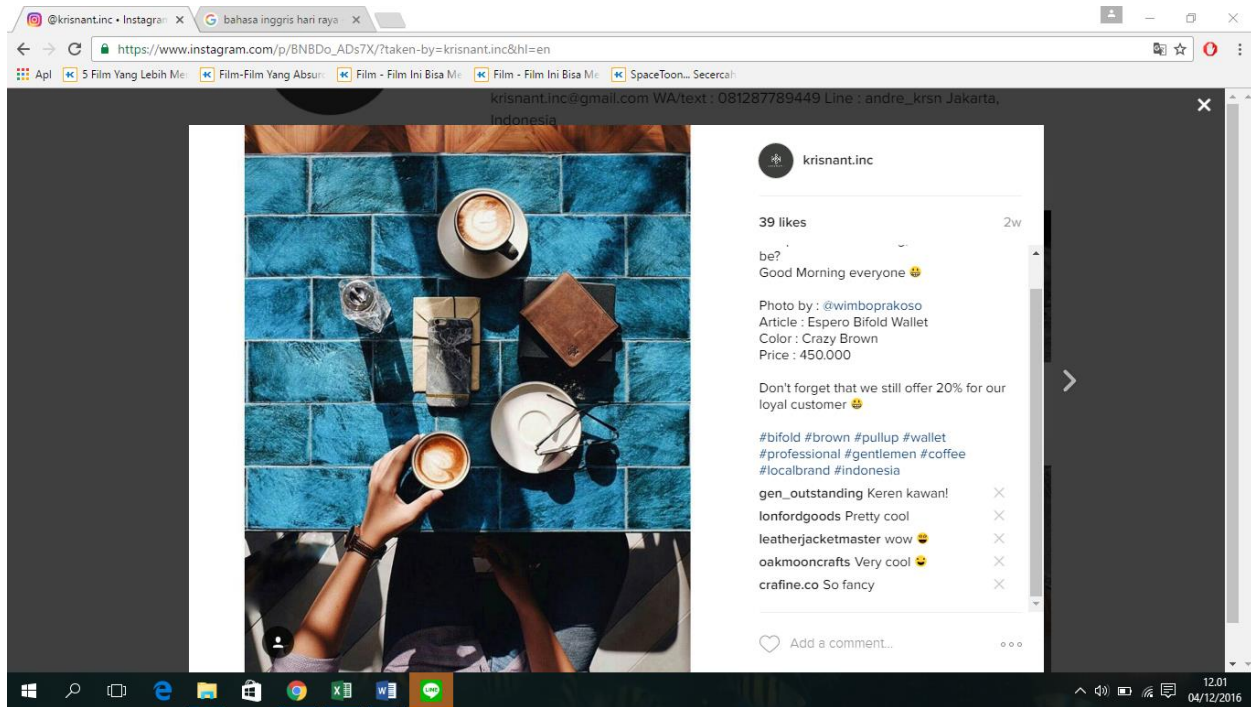 @krisnant.inc • Instagram
bahasa inggris hari raya
https://www.instagram.com/p/BNBDo_ADs7X/?taken-by=krisnant.inc&hl=en
Apl
5 Film Yang Lebih Me
Film-Film Yang Absur
Film - Film Ini Bisa Me
Film - Film Ini Bisa Me
SpaceToon... Secercah
krisnant.inc@gmail.com WA/text : 081287789449 Line : andre_krsn Jakarta,
Indonesia
krisnant.inc
39 likes 2w
be?
Good Morning everyone 😁
Photo by : @wimboprakoso
Article : Espero Bifold Wallet
Color : Crazy Brown
Price : 450.000
Don't forget that we still offer 20% for our
loyal customer 😁
#bifold #brown #pullup #wallet
#professional #gentlemen #coffee
#localbrand #indonesia
gen_outstanding Keren kawan!
lonfordgoods Pretty cool
leatherjacketmaster wow 😄
oakmooncrafts Very cool 😜
crafine.co So fancy
Add a comment...
12.01
04/12/2016